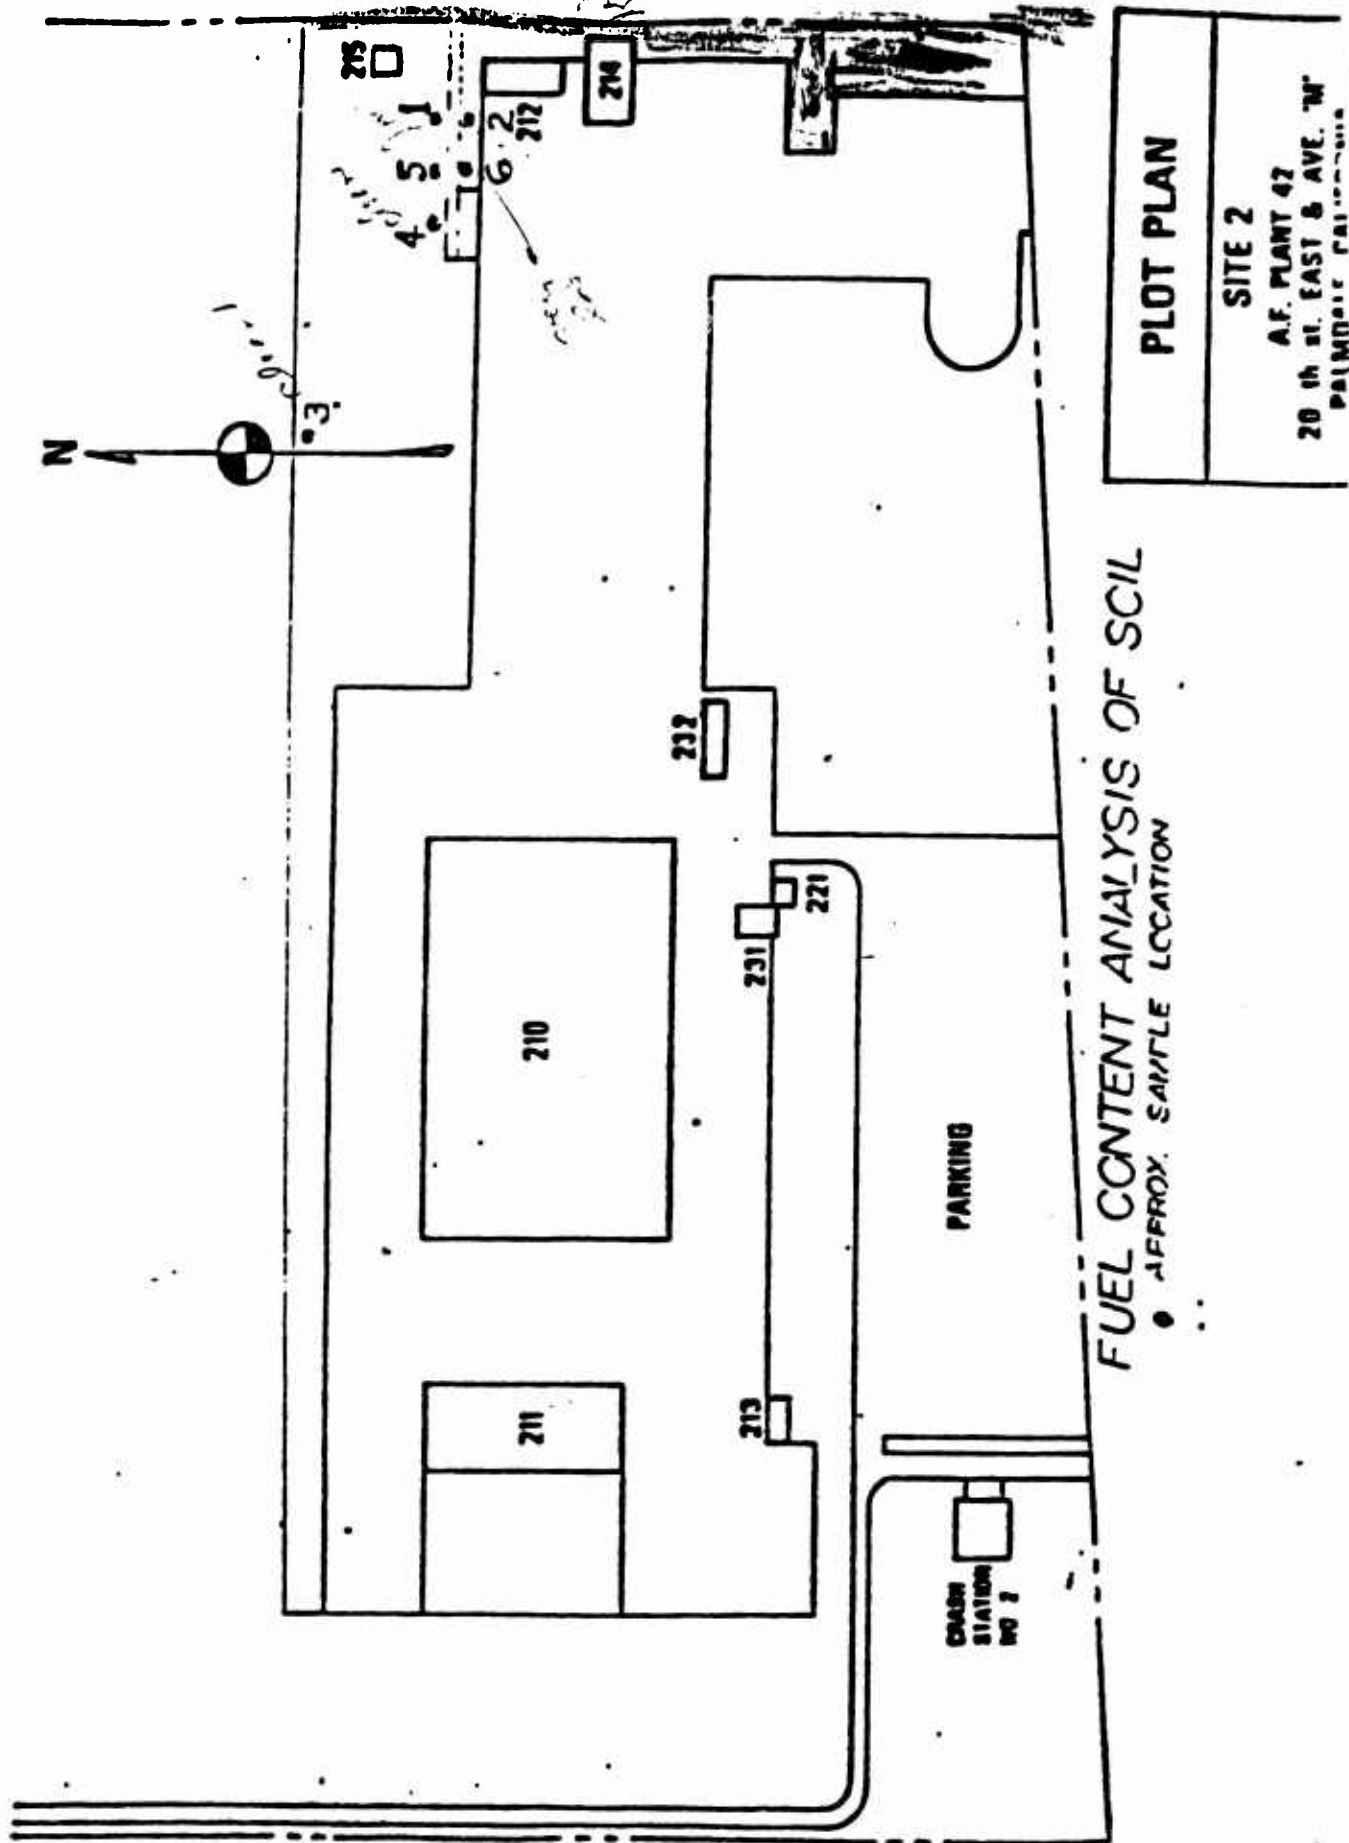 N
215
1
5
4
2
6
212
214
3
232
210
231
221
211
213
PARKING
CRASH
STATION
NO 2
FUEL CONTENT ANALYSIS OF SOIL
• APPROX. SAMPLE LOCATION
PLOT PLAN
SITE 2
A.F. PLANT 42
20 th st. EAST & AVE. "M"